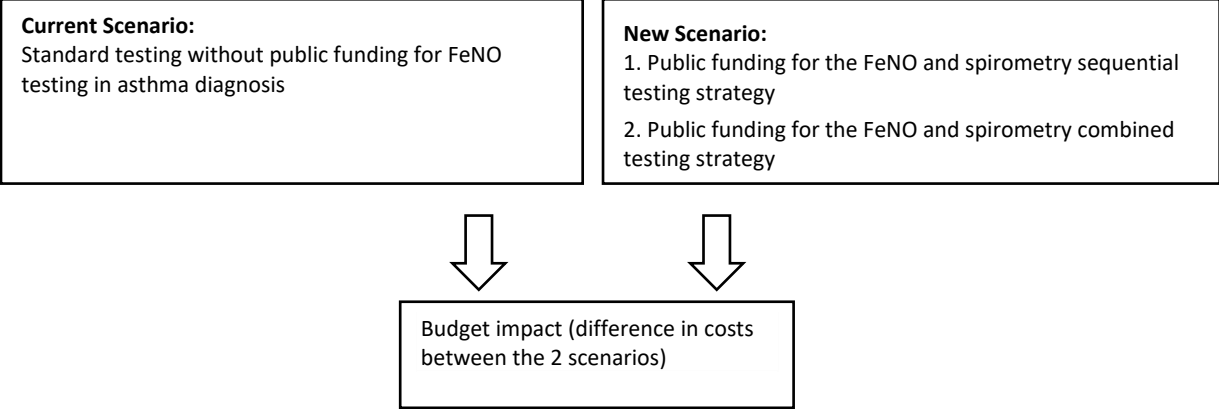 Current Scenario:
Standard testing without public funding for FeNO
testing in asthma diagnosis
New Scenario:
1. Public funding for the FeNO and spirometry sequential
testing strategy
2. Public funding for the FeNO and spirometry combined
testing strategy
Budget impact (difference in costs
between the 2 scenarios)